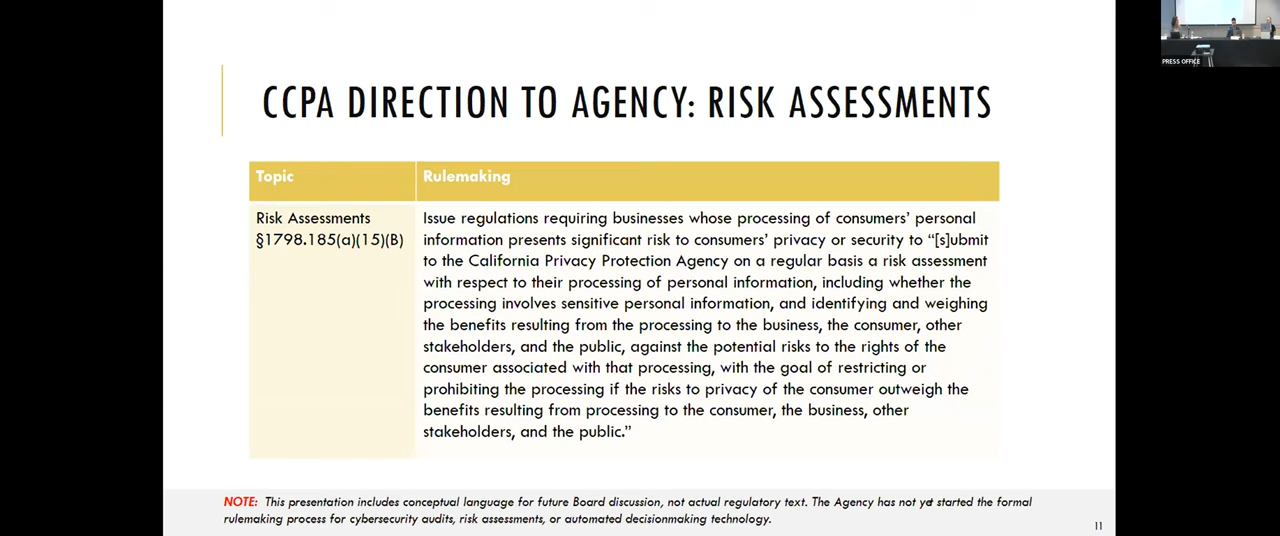 PRESS OFFICE
CCPA DIRECTION TO AGENCY: RISK ASSESSMENTS
Topic
Rulemaking
Risk Assessments
§1798.185(a)(15)(B)
Issue regulations requiring businesses whose processing of consumers’ personal
information presents significant risk to consumers’ privacy or security to “[s]ubmit
to the California Privacy Protection Agency on a regular basis a risk assessment
with respect to their processing of personal information, including whether the
processing involves sensitive personal information, and identifying and weighing
the benefits resulting from the processing to the business, the consumer, other
stakeholders, and the public, against the potential risks to the rights of the
consumer associated with that processing, with the goal of restricting or
prohibiting the processing if the risks to privacy of the consumer outweigh the
benefits resulting from processing to the consumer, the business, other
stakeholders, and the public.”
NOTE: This presentation includes conceptual language for future Board discussion, not actual regulatory text. The Agency has not yet started the formal
rulemaking process for cybersecurity audits, risk assessments, or automated decisionmaking technology.
11